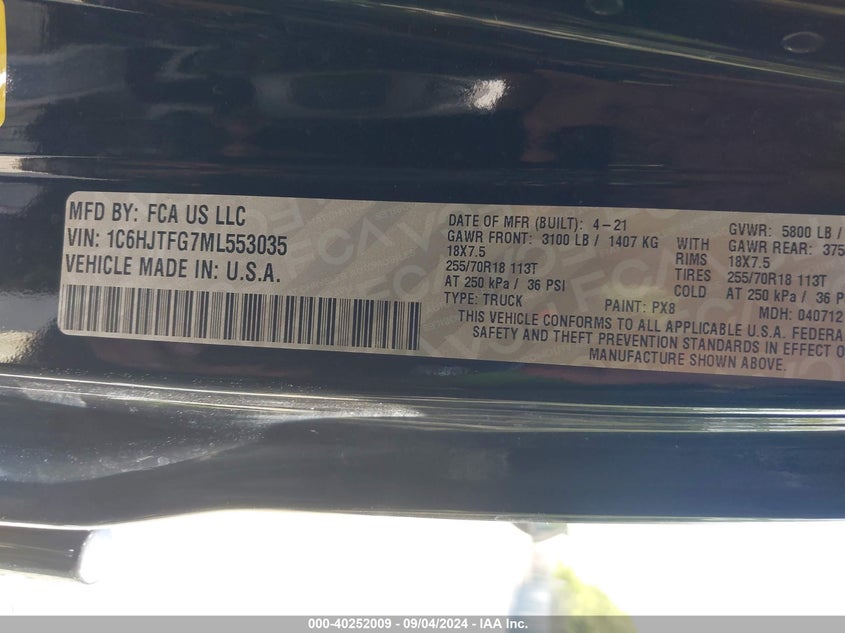 MFD BY: FCA US LLC
VIN: 1C6HJTFG7ML553035
VEHICLE MADE IN: U.S.A.
DATE OF MFR (BUILT): 4-21
GAWR FRONT: 3100 LB / 1407 KG
18X7.5
255/70R18 113T
AT 250 kPa / 36 PSI
TYPE: TRUCK
PAINT: PX8
GVWR: 5800 LB /
WITH GAWR REAR: 375
RIMS 18X7.5
TIRES 255/70R18 113T
COLD AT 250 kPa / 36 P
MDH: 040712
THIS VEHICLE CONFORMS TO ALL APPLICABLE U.S.A. FEDERA
SAFETY AND THEFT PREVENTION STANDARDS IN EFFECT O
MANUFACTURE SHOWN ABOVE.
000-40252009 - 09/04/2024 - IAA Inc.